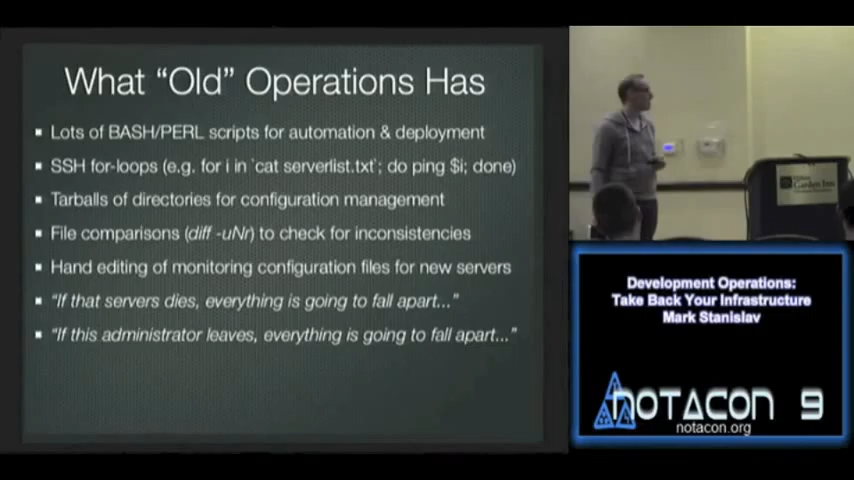 What “Old” Operations Has
Lots of BASH/PERL scripts for automation & deployment
SSH for-loops (e.g. for i in `cat serverlist.txt`; do ping $i; done)
Tarballs of directories for configuration management
File comparisons (diff -uNr) to check for inconsistencies
Hand editing of monitoring configuration files for new servers
“If that servers dies, everything is going to fall apart...”
“If this administrator leaves, everything is going to fall apart...”
Hilton
Garden Inn
Development Operations:
Take Back Your Infrastructure
Mark Stanislav
NOTACON 9
notacon.org